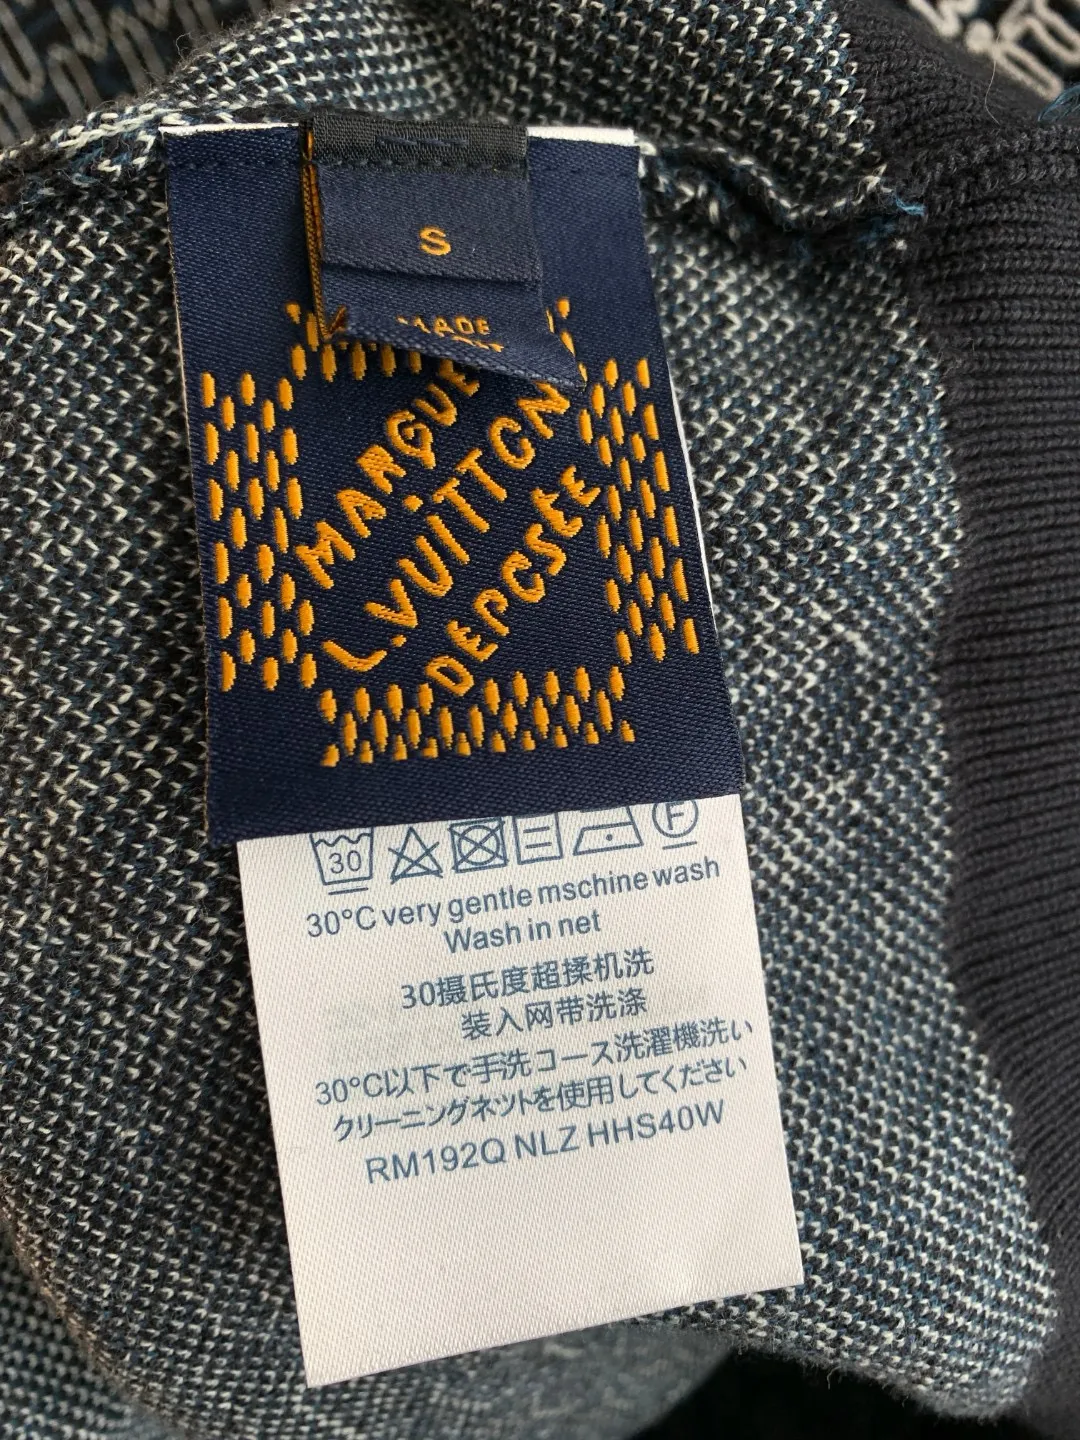 S
MADE
MARQUE
L.VUITTON
DEPOStE
30
F
30°C very gentle mschine wash
Wash in net
30摄氏度超揉机洗
装入网带洗涤
30°C以下で手洗コース洗濯機洗い
クリーニングネットを使用してください
RM192Q NLZ HHS40W